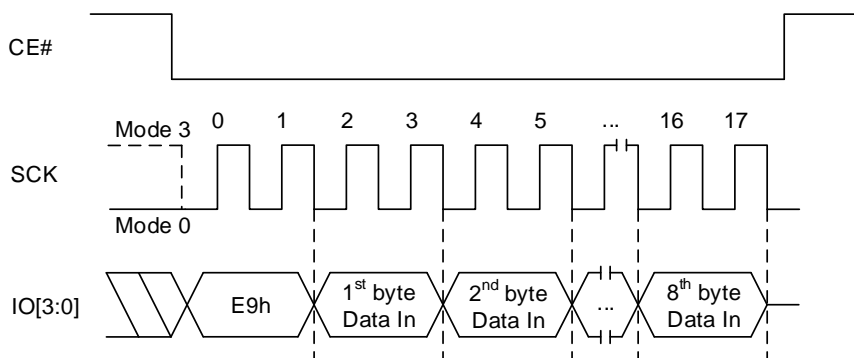 CE#
0 1 2 3 4 5 ... 16 17
Mode 3
SCK
Mode 0
IO[3:0]
E9h
1st byte
Data In
2nd byte
Data In
...
8th byte
Data In